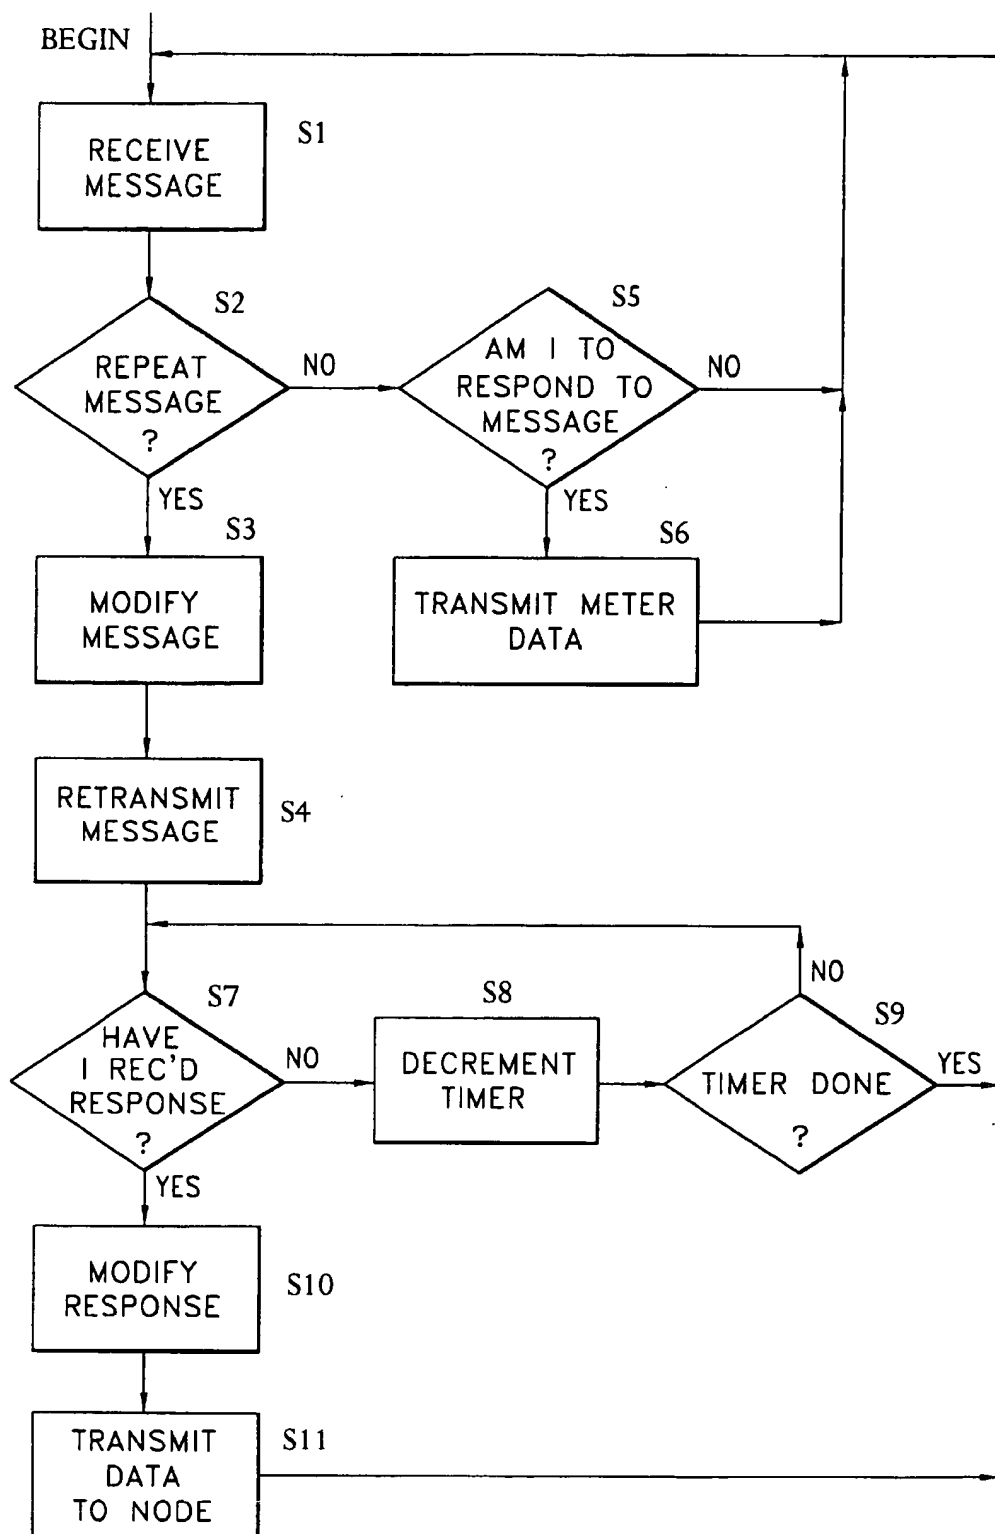 BEGIN
S1
RECEIVE
MESSAGE
S2
REPEAT
MESSAGE
?
NO
YES
S5
AM I TO
RESPOND TO
MESSAGE
?
NO
YES
S3
MODIFY
MESSAGE
S6
TRANSMIT METER
DATA
RETRANSMIT
MESSAGE
S4
S7
HAVE
I REC'D
RESPONSE
?
NO
YES
S8
DECREMENT
TIMER
NO
S9
TIMER DONE
?
YES
MODIFY
RESPONSE
S10
TRANSMIT
DATA
TO NODE
S11